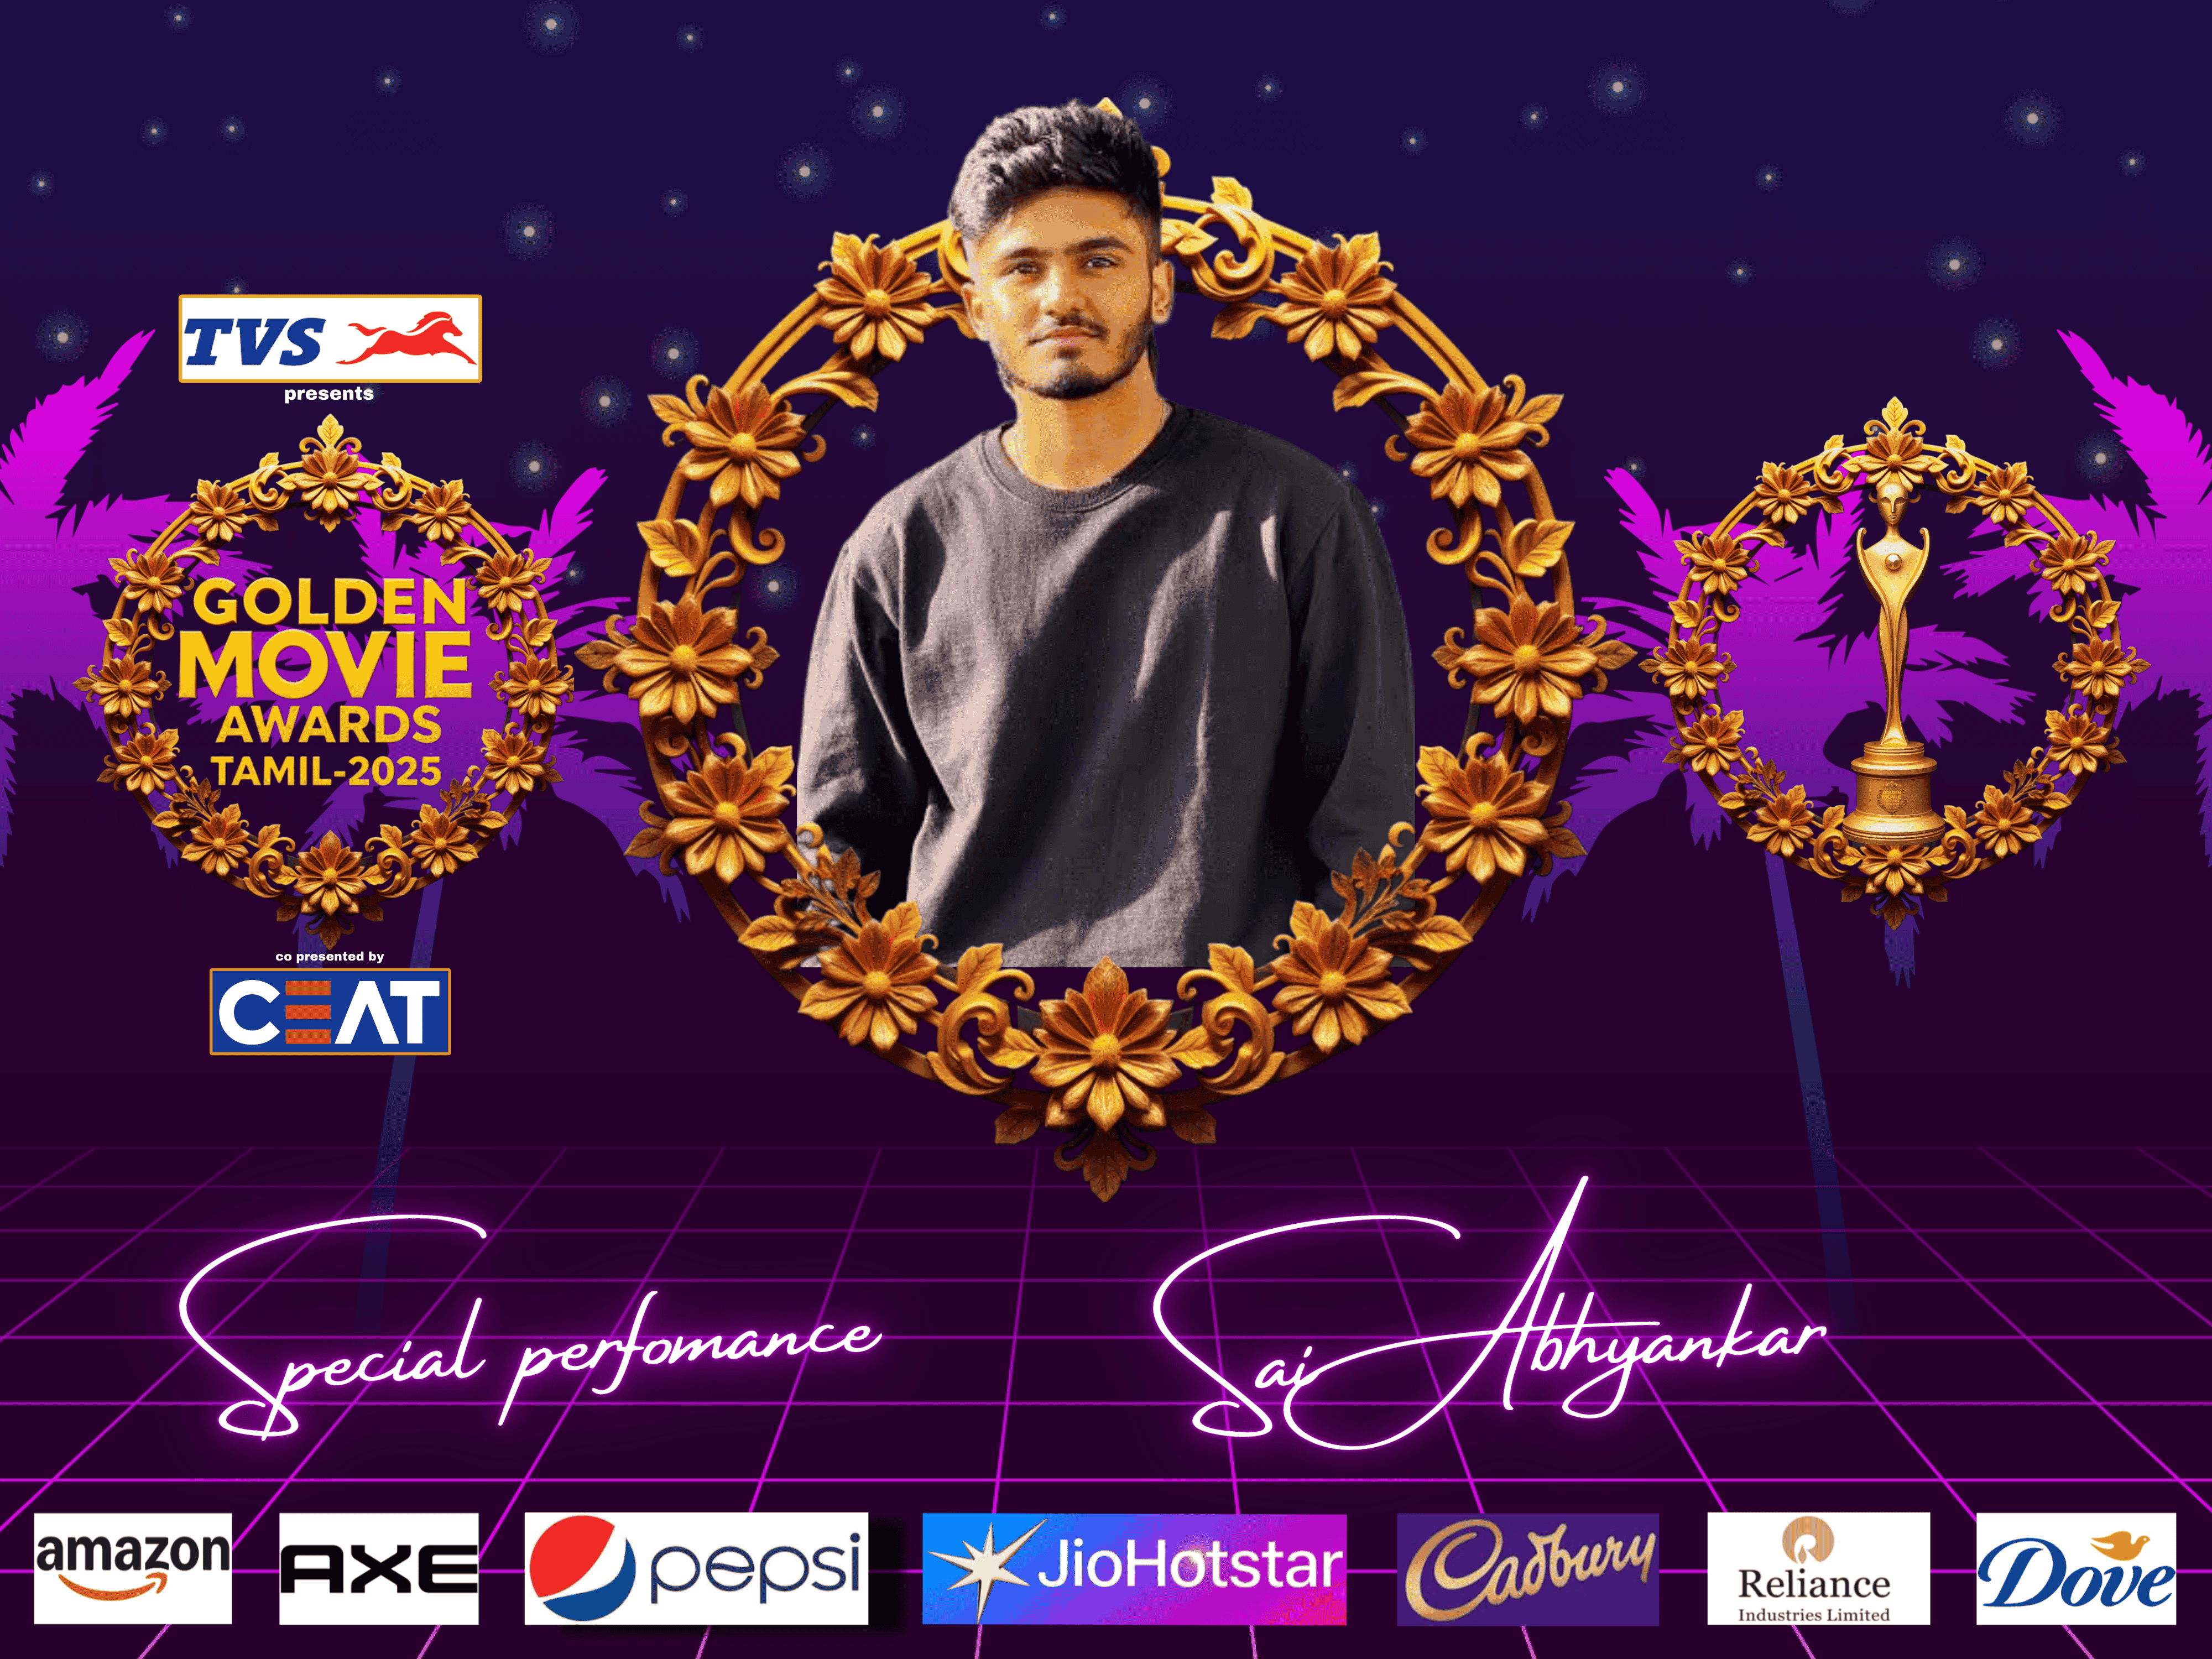 TVS
presents
GOLDEN
MOVIE
AWARDS
TAMIL-2025
co presented by
CEAT
Special perfomance
Sai Abhyankar
amazon
AXE
pepsi
JioHotstar
Cadbury
Reliance
Industries Limited
Dove